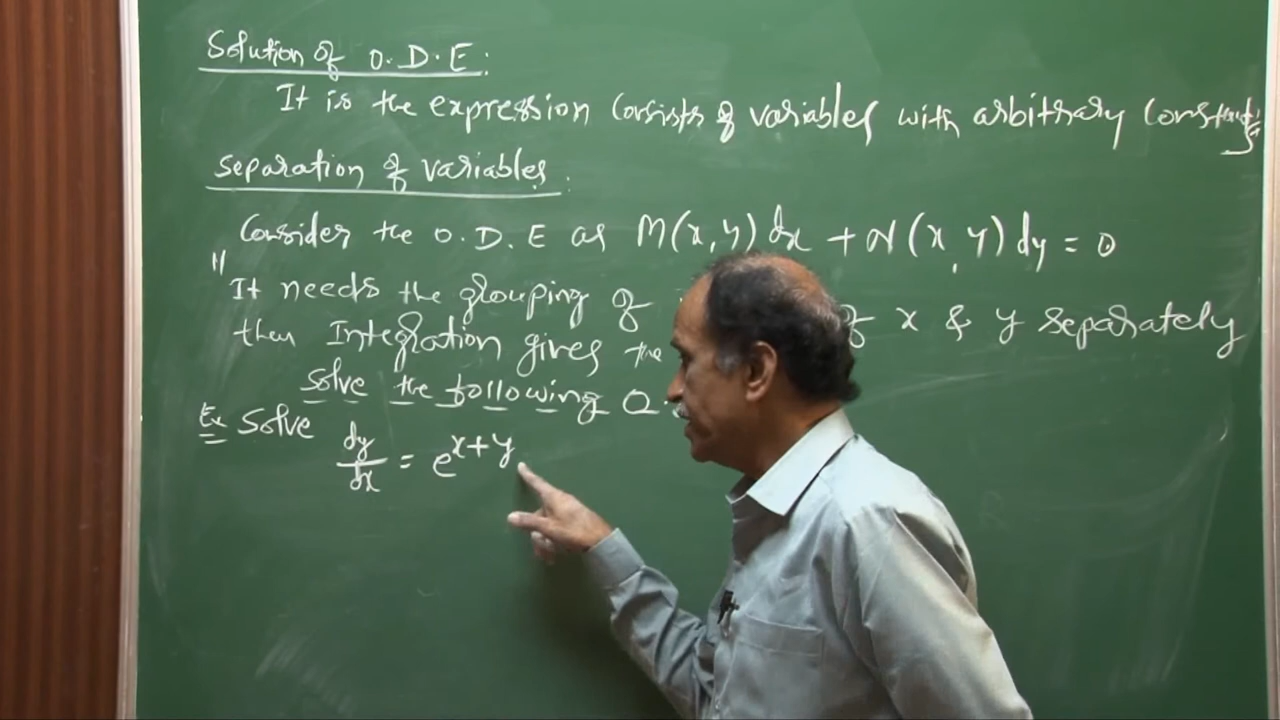 Solution of O.D.E:
It is the expression consists of variables with arbitrary constants
Separation of variables:
Consider the O.D.E as M(x,y)dx + N(x,y)dy = 0
" It needs the grouping of of x & y separately
then Integration gives the
Solve the following O.
Ex Solve dy/dx = e^{x+y}